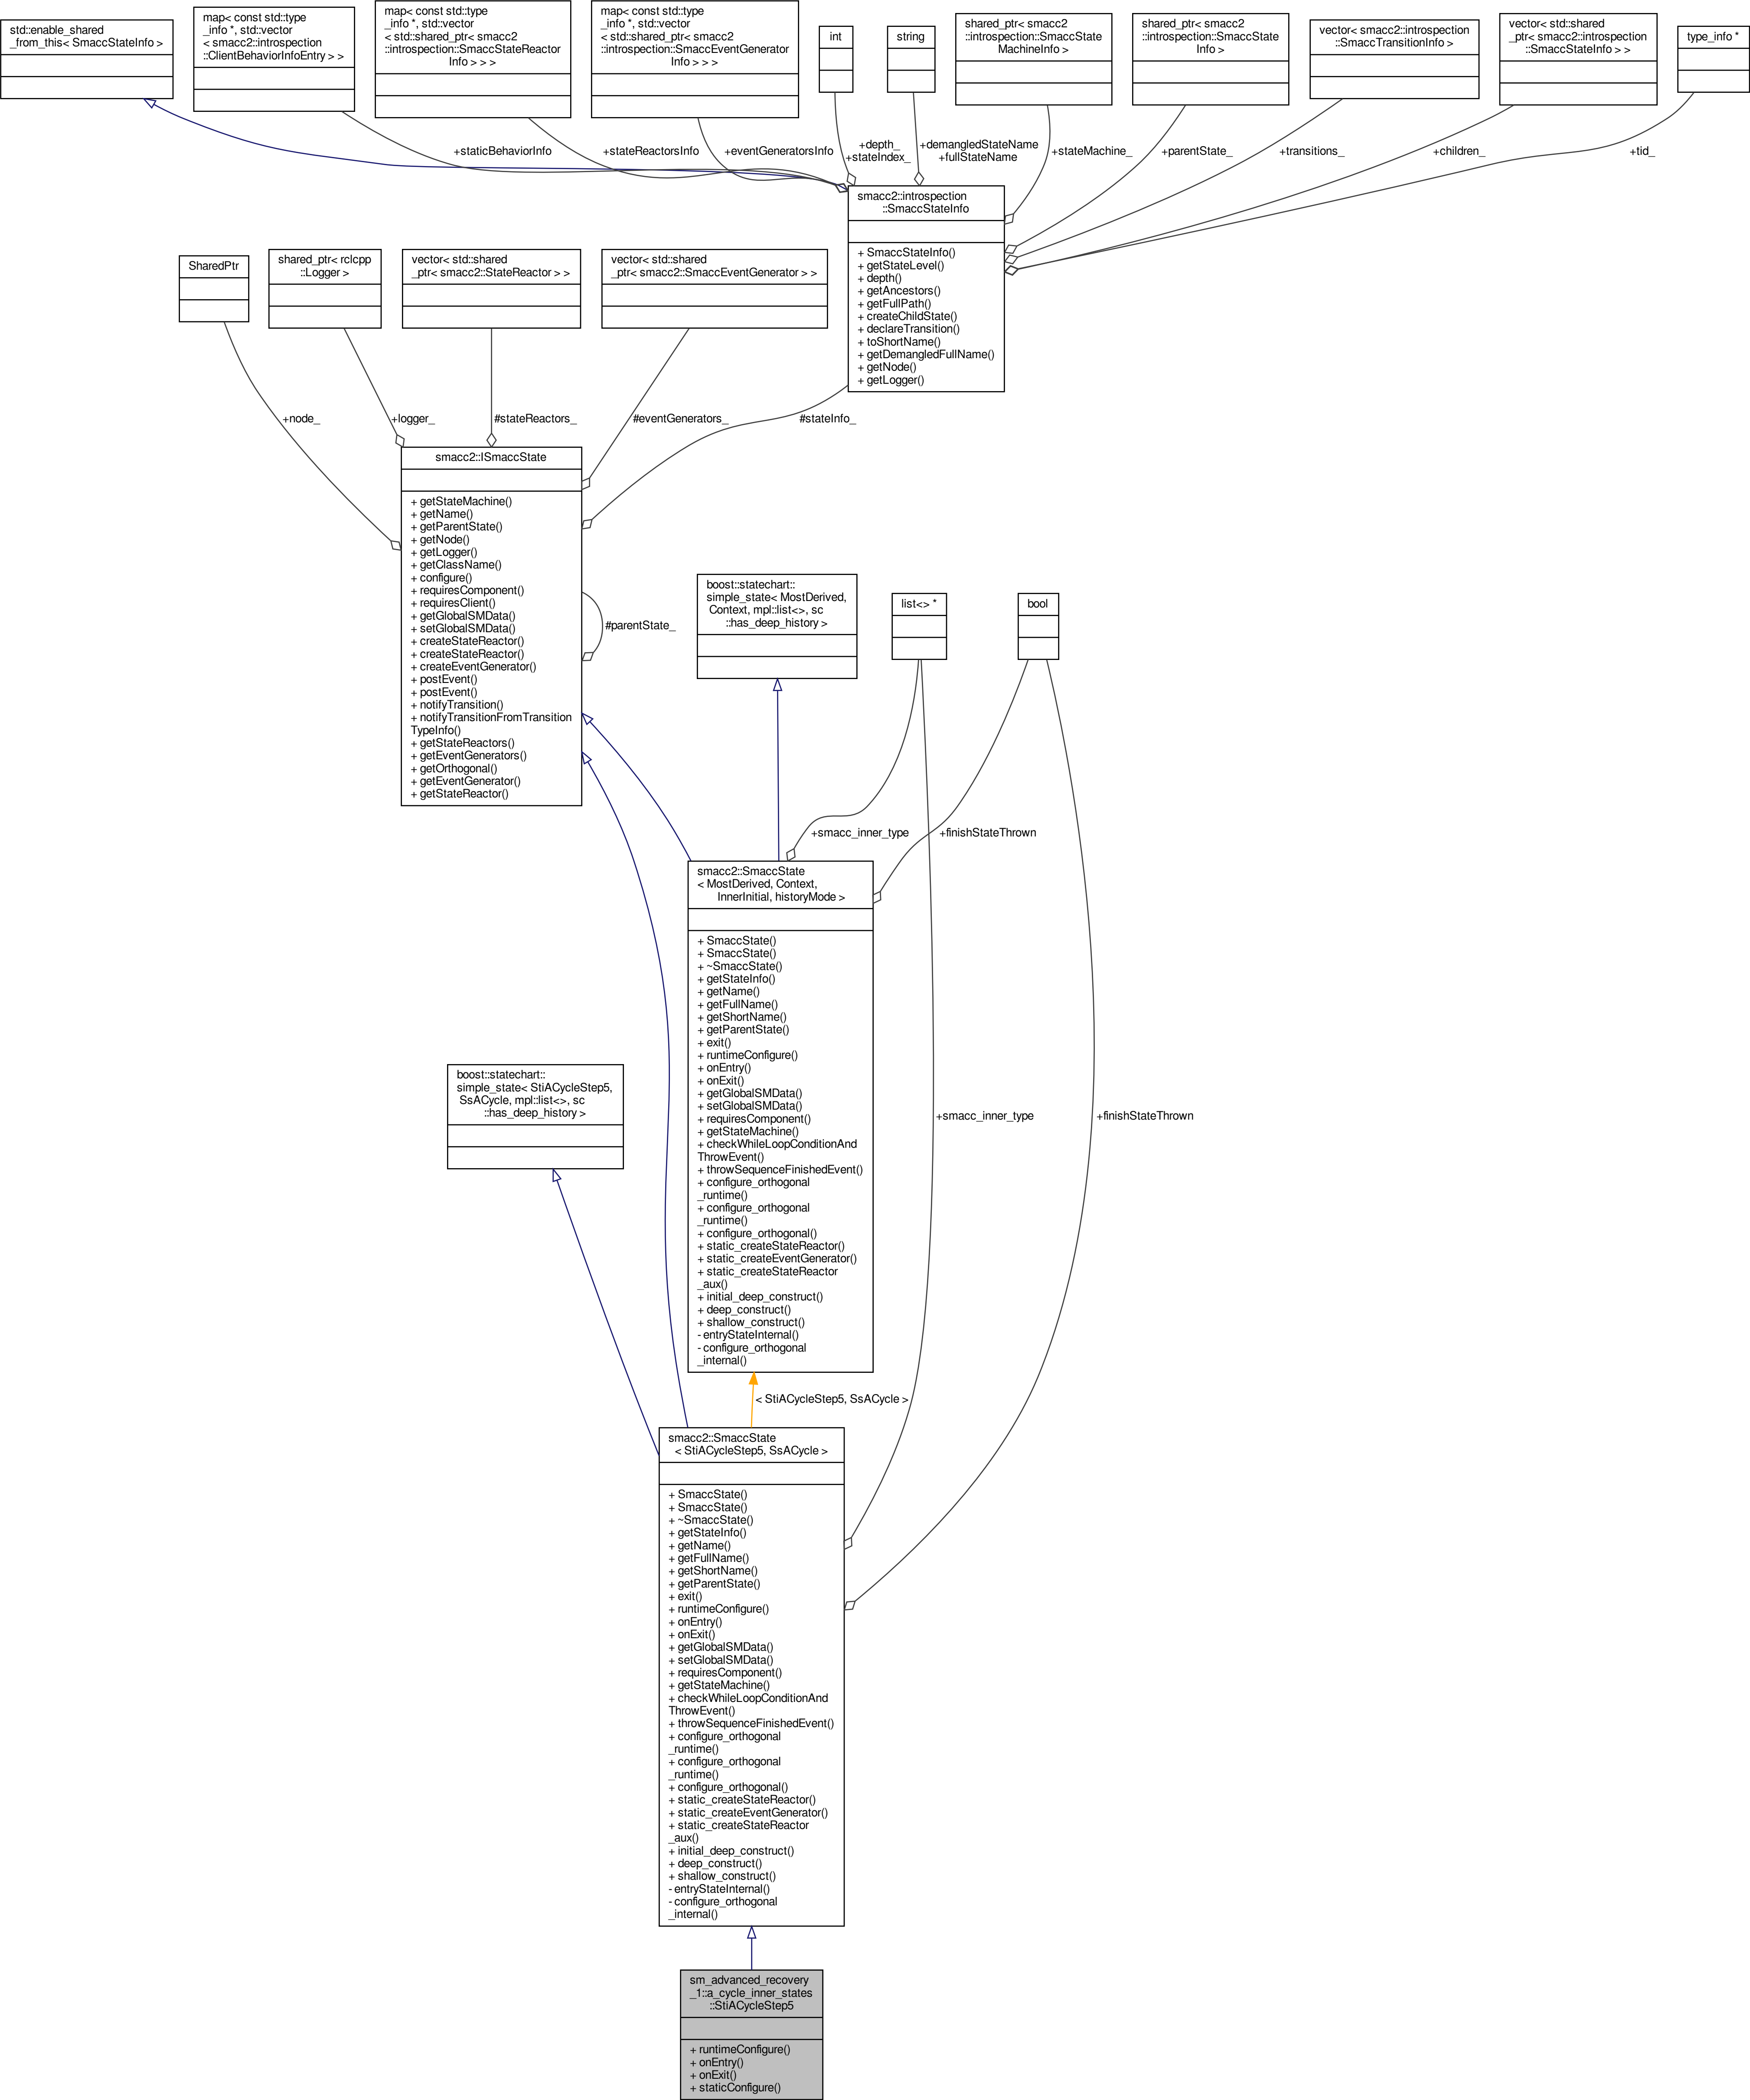 std::enable_shared
_from_this< SmaccStateInfo >
map< const std::type
_info *, std::vector
< smacc2::introspection
::ClientBehaviorInfoEntry > >
map< const std::type
_info *, std::vector
< std::shared_ptr< smacc2
::introspection::SmaccStateReactor
Info > > >
map< const std::type
_info *, std::vector
< std::shared_ptr< smacc2
::introspection::SmaccEventGenerator
Info > > >
int
string
shared_ptr< smacc2
::introspection::SmaccState
MachineInfo >
shared_ptr< smacc2
::introspection::SmaccState
Info >
vector< smacc2::introspection
::SmaccTransitionInfo >
vector< std::shared
_ptr< smacc2::introspection
::SmaccStateInfo > >
type_info *
+staticBehaviorInfo
+stateReactorsInfo
+eventGeneratorsInfo
+depth_
+stateIndex_
+demangledStateName
+fullStateName
+stateMachine_
+parentState_
+transitions_
+children_
+tid_
smacc2::introspection
::SmaccStateInfo
+ SmaccStateInfo()
+ getStateLevel()
+ depth()
+ getAncestors()
+ getFullPath()
+ createChildState()
+ declareTransition()
+ toShortName()
+ getDemangledFullName()
+ getNode()
+ getLogger()
SharedPtr
shared_ptr< rclcpp
::Logger >
vector< std::shared
_ptr< smacc2::StateReactor > >
vector< std::shared
_ptr< smacc2::SmaccEventGenerator > >
+node_
+logger_
#stateReactors_
#eventGenerators_
#stateInfo_
smacc2::ISmaccState
+ getStateMachine()
+ getName()
+ getParentState()
+ getNode()
+ getLogger()
+ getClassName()
+ configure()
+ requiresComponent()
+ requiresClient()
+ getGlobalSMData()
+ setGlobalSMData()
+ createStateReactor()
+ createStateReactor()
+ createEventGenerator()
+ postEvent()
+ postEvent()
+ notifyTransition()
+ notifyTransitionFromTransition
TypeInfo()
+ getStateReactors()
+ getEventGenerators()
+ getOrthogonal()
+ getEventGenerator()
+ getStateReactor()
#parentState_
boost::statechart::
simple_state< MostDerived,
Context, mpl::list<>, sc
::has_deep_history >
list<> *
bool
+smacc_inner_type
+finishStateThrown
smacc2::SmaccState
< MostDerived, Context,
InnerInitial, historyMode >
+ SmaccState()
+ SmaccState()
+ ~SmaccState()
+ getStateInfo()
+ getName()
+ getFullName()
+ getShortName()
+ getParentState()
+ exit()
+ runtimeConfigure()
+ onEntry()
+ onExit()
+ getGlobalSMData()
+ setGlobalSMData()
+ requiresComponent()
+ getStateMachine()
+ checkWhileLoopConditionAnd
ThrowEvent()
+ throwSequenceFinishedEvent()
+ configure_orthogonal
_runtime()
+ configure_orthogonal
_runtime()
+ configure_orthogonal()
+ static_createStateReactor()
+ static_createEventGenerator()
+ static_createStateReactor
_aux()
+ initial_deep_construct()
+ deep_construct()
+ shallow_construct()
- entryStateInternal()
- configure_orthogonal
_internal()
boost::statechart::
simple_state< StiACycleStep5,
SsACycle, mpl::list<>, sc
::has_deep_history >
+smacc_inner_type
+finishStateThrown
< StiACycleStep5, SsACycle >
smacc2::SmaccState
< StiACycleStep5, SsACycle >
+ SmaccState()
+ SmaccState()
+ ~SmaccState()
+ getStateInfo()
+ getName()
+ getFullName()
+ getShortName()
+ getParentState()
+ exit()
+ runtimeConfigure()
+ onEntry()
+ onExit()
+ getGlobalSMData()
+ setGlobalSMData()
+ requiresComponent()
+ getStateMachine()
+ checkWhileLoopConditionAnd
ThrowEvent()
+ throwSequenceFinishedEvent()
+ configure_orthogonal
_runtime()
+ configure_orthogonal
_runtime()
+ configure_orthogonal()
+ static_createStateReactor()
+ static_createEventGenerator()
+ static_createStateReactor
_aux()
+ initial_deep_construct()
+ deep_construct()
+ shallow_construct()
- entryStateInternal()
- configure_orthogonal
_internal()
sm_advanced_recovery
_1::a_cycle_inner_states
::StiACycleStep5
+ runtimeConfigure()
+ onEntry()
+ onExit()
+ staticConfigure()